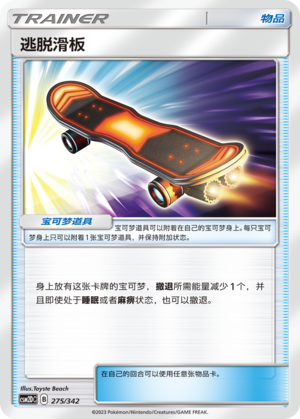 TRAINER 物品
逃脱滑板
宝可梦道具
宝可梦道具可以附着在自己的宝可梦身上。每只宝可
梦身上只可以附着1张宝可梦道具，并保持附加状态。
身上放有这张卡牌的宝可梦，撤退所需能量减少1个，并
且即使处于睡眠或者麻痹状态，也可以撤退。
在自己的回合可以使用任意张物品卡。
Illus.Toyste Beach
CSM2DC B 275/342
©2023 Pokémon/Nintendo/Creatures/GAME FREAK.